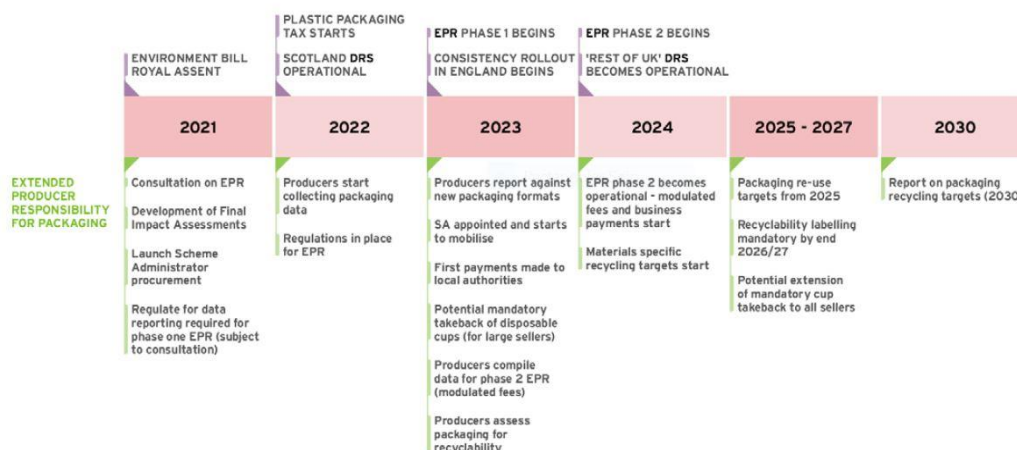 PLASTIC PACKAGING
TAX STARTS
EPR PHASE 1 BEGINS
EPR PHASE 2 BEGINS
ENVIRONMENT BILL
ROYAL ASSENT
SCOTLAND DRS
OPERATIONAL
CONSISTENCY ROLLOUT
IN ENGLAND BEGINS
'REST OF UK' DRS
BECOMES OPERATIONAL
2021
2022
2023
2024
2025 - 2027
2030
EXTENDED
PRODUCER
RESPONSIBILITY
FOR PACKAGING
Consultation on EPR
Development of Final
Impact Assessments
Launch Scheme
Administrator
procurement
Regulate for data
reporting required for
phase one EPR (subject
to consultation)
Producers start
collecting packaging
data
Regulations in place
for EPR
Producers report against
new packaging formats
SA appointed and starts
to mobilise
First payments made to
local authorities
Potential mandatory
takeback of disposable
cups (for large sellers)
Producers compile
data for phase 2 EPR
(modulated fees)
Producers assess
packaging for
recyclability
EPR phase 2 becomes
operational - modulated
fees and business
payments start
Materials specific
recycling targets start
Packaging re-use
targets from 2025
Recyclability labelling
mandatory by end
2026/27
Potential extension
of mandatory cup
takeback to all sellers
Report on packaging
recycling targets (2030